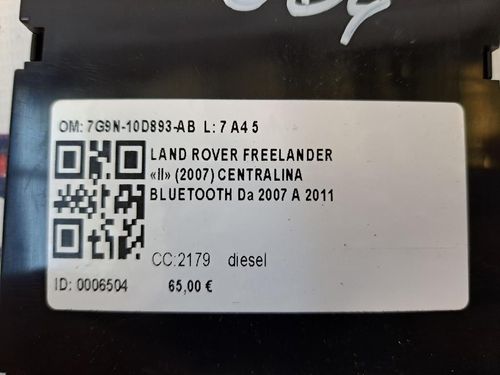 OM: 7G9N-10D893-AB L: 7 A4 5
LAND ROVER FREELANDER
«II» (2007) CENTRALINA
BLUETOOTH Da 2007 A 2011
CC:2179 diesel
ID: 0006504 65,00 €